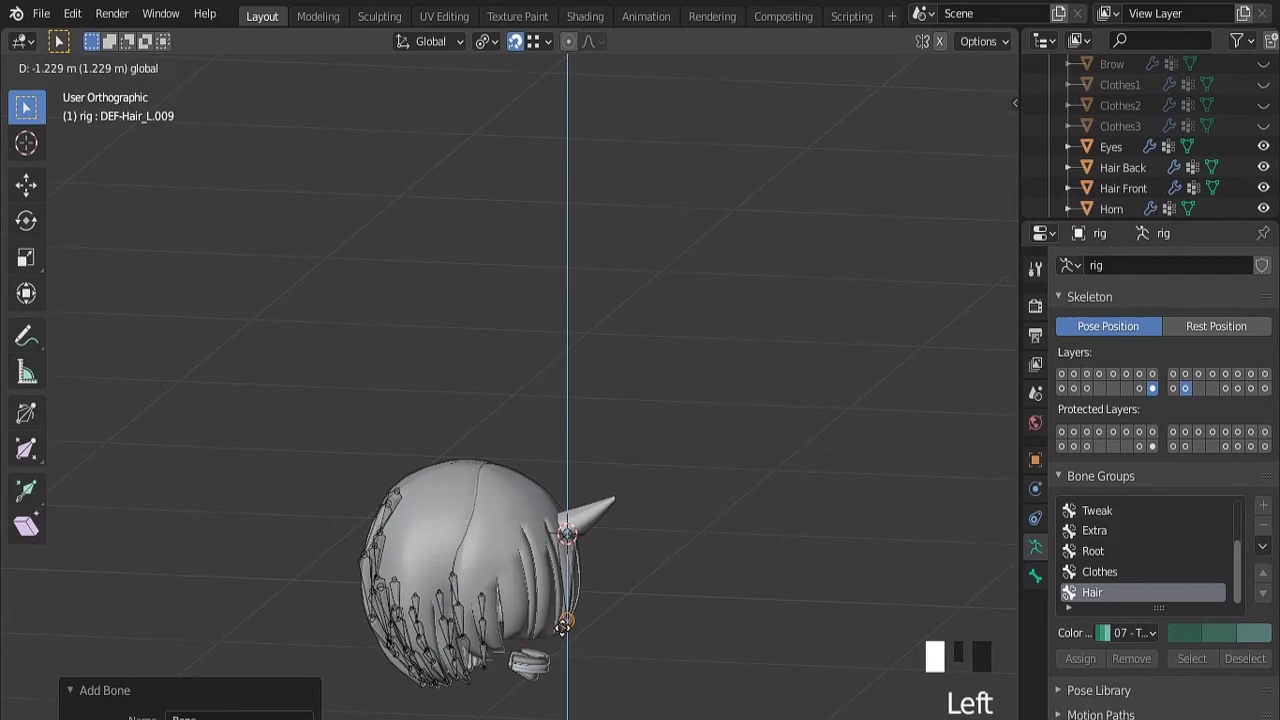 File Edit Render Window Help Layout Modeling Sculpting UV Editing Texture Paint Shading Animation Rendering Compositing Scripting + Scene View Layer
Global Options
D: -1.229 m (1.229 m) global
User Orthographic
(1) rig : DEF-Hair_L.009
Brow
Clothes1
Clothes2
Clothes3
Eyes
Hair Back
Hair Front
Horn
rig rig
rig
Skeleton
Pose Position Rest Position
Layers:
Protected Layers:
Bone Groups
Tweak
Extra
Root
Clothes
Hair
Color 07 - T...
Assign Remove Select Deselect
Pose Library
Motion Paths
Add Bone
Name Bone
Left